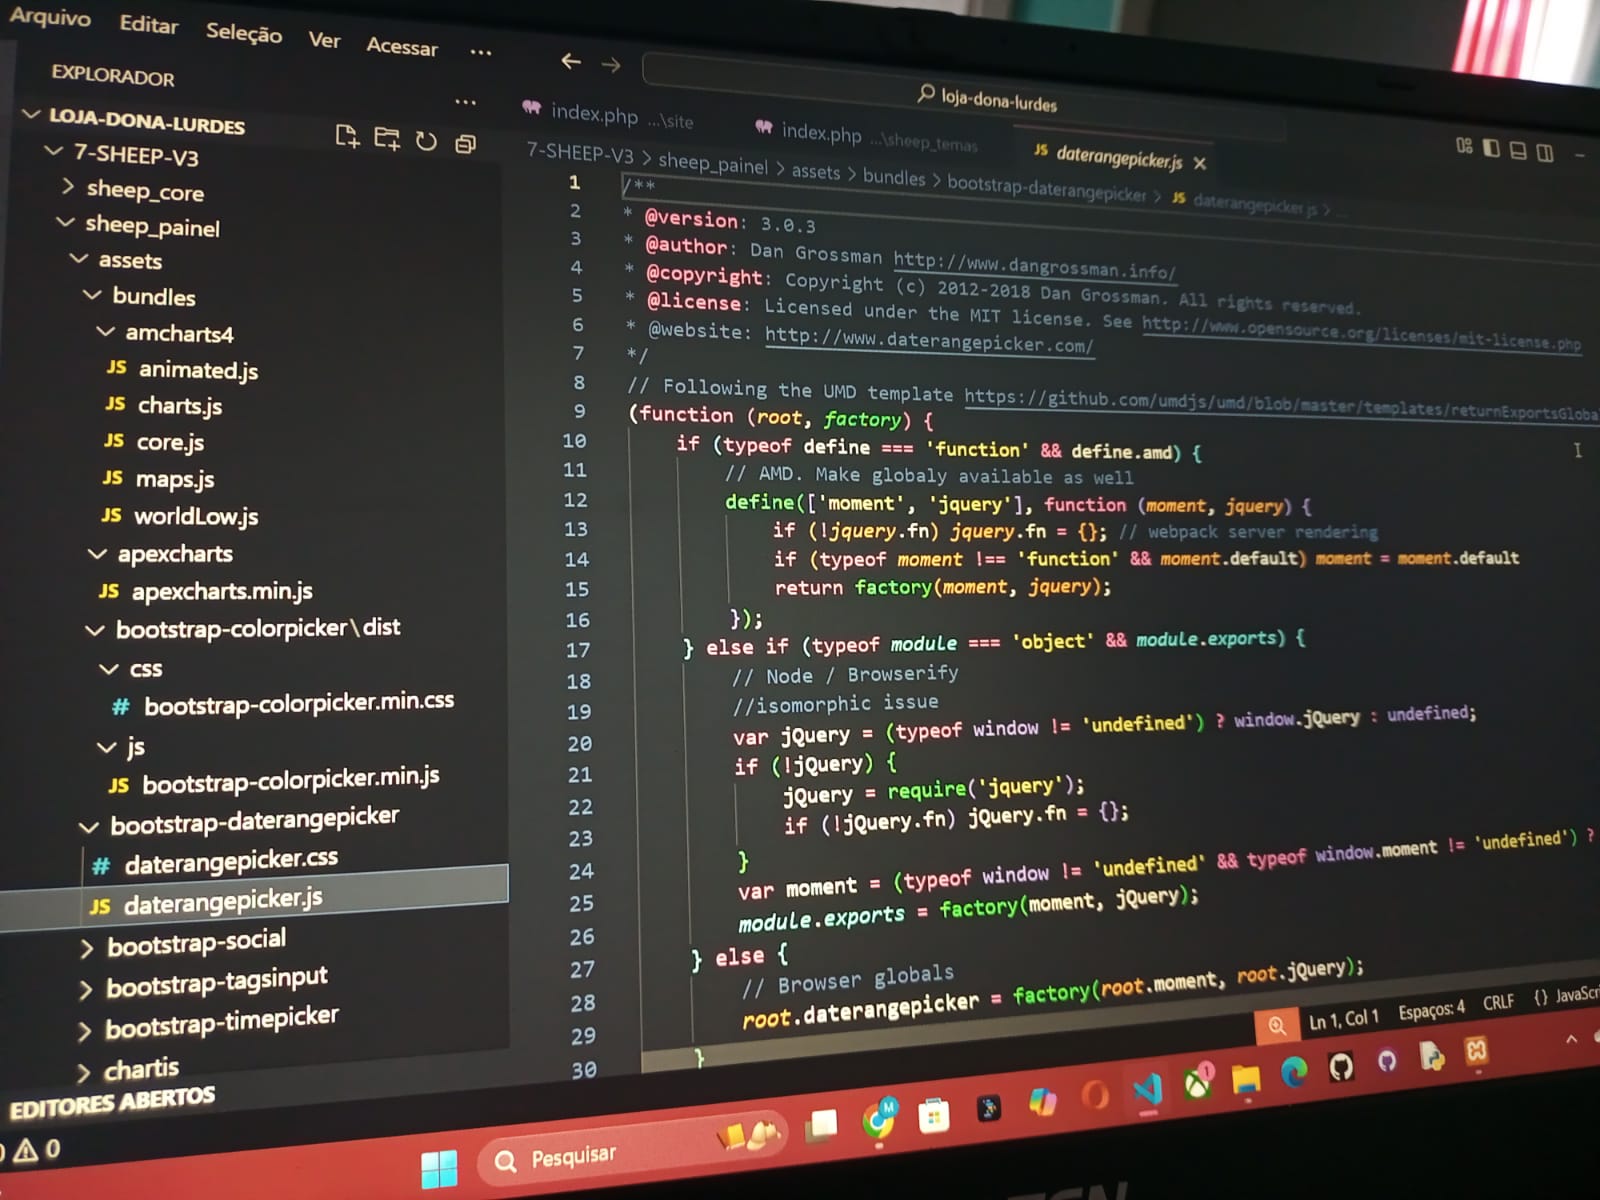 Arquivo Editar Seleção Ver Acessar ...
loja-dona-lurdes
EXPLORADOR ...
LOJA-DONA-LURDES
7-SHEEP-V3
sheep_core
sheep_painel
assets
bundles
amcharts4
JS animated.js
JS charts.js
JS core.js
JS maps.js
JS worldLow.js
apexcharts
JS apexcharts.min.js
bootstrap-colorpicker\dist
css
# bootstrap-colorpicker.min.css
js
JS bootstrap-colorpicker.min.js
bootstrap-daterangepicker
# daterangepicker.css
JS daterangepicker.js
bootstrap-social
bootstrap-tagsinput
bootstrap-timepicker
chartis
EDITORES ABERTOS
index.php ...\site index.php ...\sheep_temas JS daterangepicker.js
7-SHEEP-V3 > sheep_painel > assets > bundles > bootstrap-daterangepicker > JS daterangepicker.js > ...
1 /**
2 * @version: 3.0.3
3 * @author: Dan Grossman http://www.dangrossman.info/
4 * @copyright: Copyright (c) 2012-2018 Dan Grossman. All rights reserved.
5 * @license: Licensed under the MIT license. See http://www.opensource.org/licenses/mit-license.php
6 * @website: http://www.daterangepicker.com/
7 */
8 // Following the UMD template https://github.com/umdjs/umd/blob/master/templates/returnExportsGloba
9 (function (root, factory) {
10 if (typeof define === 'function' && define.amd) {
11 // AMD. Make globaly available as well
12 define(['moment', 'jquery'], function (moment, jquery) {
13 if (!jquery.fn) jquery.fn = {}; // webpack server rendering
14 if (typeof moment !== 'function' && moment.default) moment = moment.default
15 return factory(moment, jquery);
16 });
17 } else if (typeof module === 'object' && module.exports) {
18 // Node / Browserify
19 //isomorphic issue
20 var jQuery = (typeof window != 'undefined') ? window.jQuery : undefined;
21 if (!jQuery) {
22 jQuery = require('jquery');
23 if (!jQuery.fn) jQuery.fn = {};
24 }
25 var moment = (typeof window != 'undefined' && typeof window.moment != 'undefined') ?
26 module.exports = factory(moment, jQuery);
27 } else {
28 // Browser globals
29 root.daterangepicker = factory(root.moment, root.jQuery);
30 }
0 Ln 1, Col 1 Espaços: 4 CRLF {} JavaScri
Pesquisar
M
1